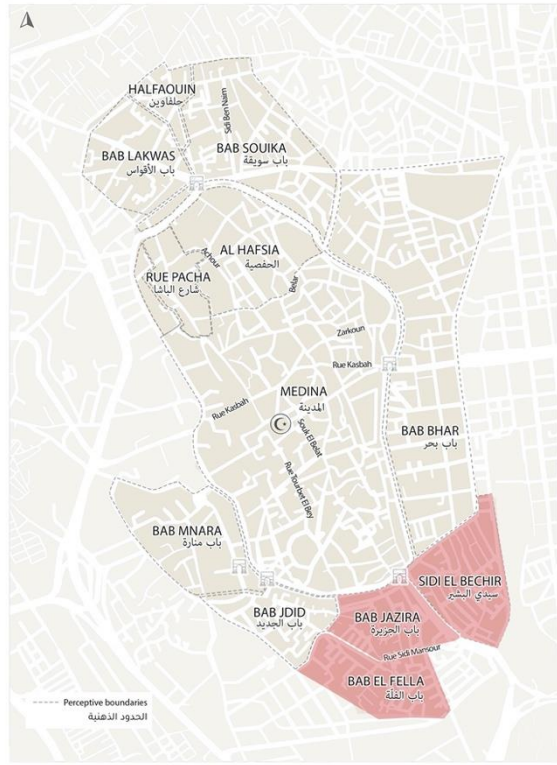 HALFAOUIN
حلفاوين
Sidi Ben Naim
BAB LAKWAS
باب الأقواس
BAB SOUIKA
باب سويقة
AL HAFSIA
الحفصية
Achour
RUE PACHA
شارع الباشا
Belar
Zarkoun
Rue Kasbah
MEDINA
المدينة
Rue Kasbah
Souk El Belat
BAB BHAR
باب بحر
Rue Tourbet El Bey
BAB MNARA
باب منارة
SIDI EL BECHIR
سيدي البشير
BAB JDID
باب الجديد
BAB JAZIRA
باب الجزيرة
Rue Sidi Mansour
BAB EL FELLA
باب الفلّة
Perceptive boundaries
الحدود الذهنية